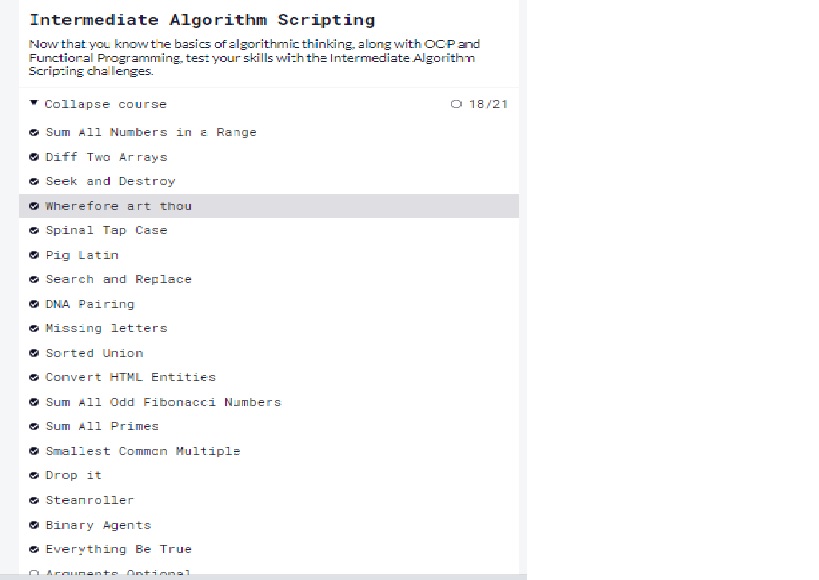 Intermediate Algorithm Scripting
Now that you know the basics of algorithmic thinking, along with OOP and
Functional Programming, test your skills with the Intermediate Algorithm
Scripting challenges.
Collapse course 18/21
Sum All Numbers in a Range
Diff Two Arrays
Seek and Destroy
Wherefore art thou
Spinal Tap Case
Pig Latin
Search and Replace
DNA Pairing
Missing letters
Sorted Union
Convert HTML Entities
Sum All Odd Fibonacci Numbers
Sum All Primes
Smallest Common Multiple
Drop it
Steamroller
Binary Agents
Everything Be True
Arguments Optional